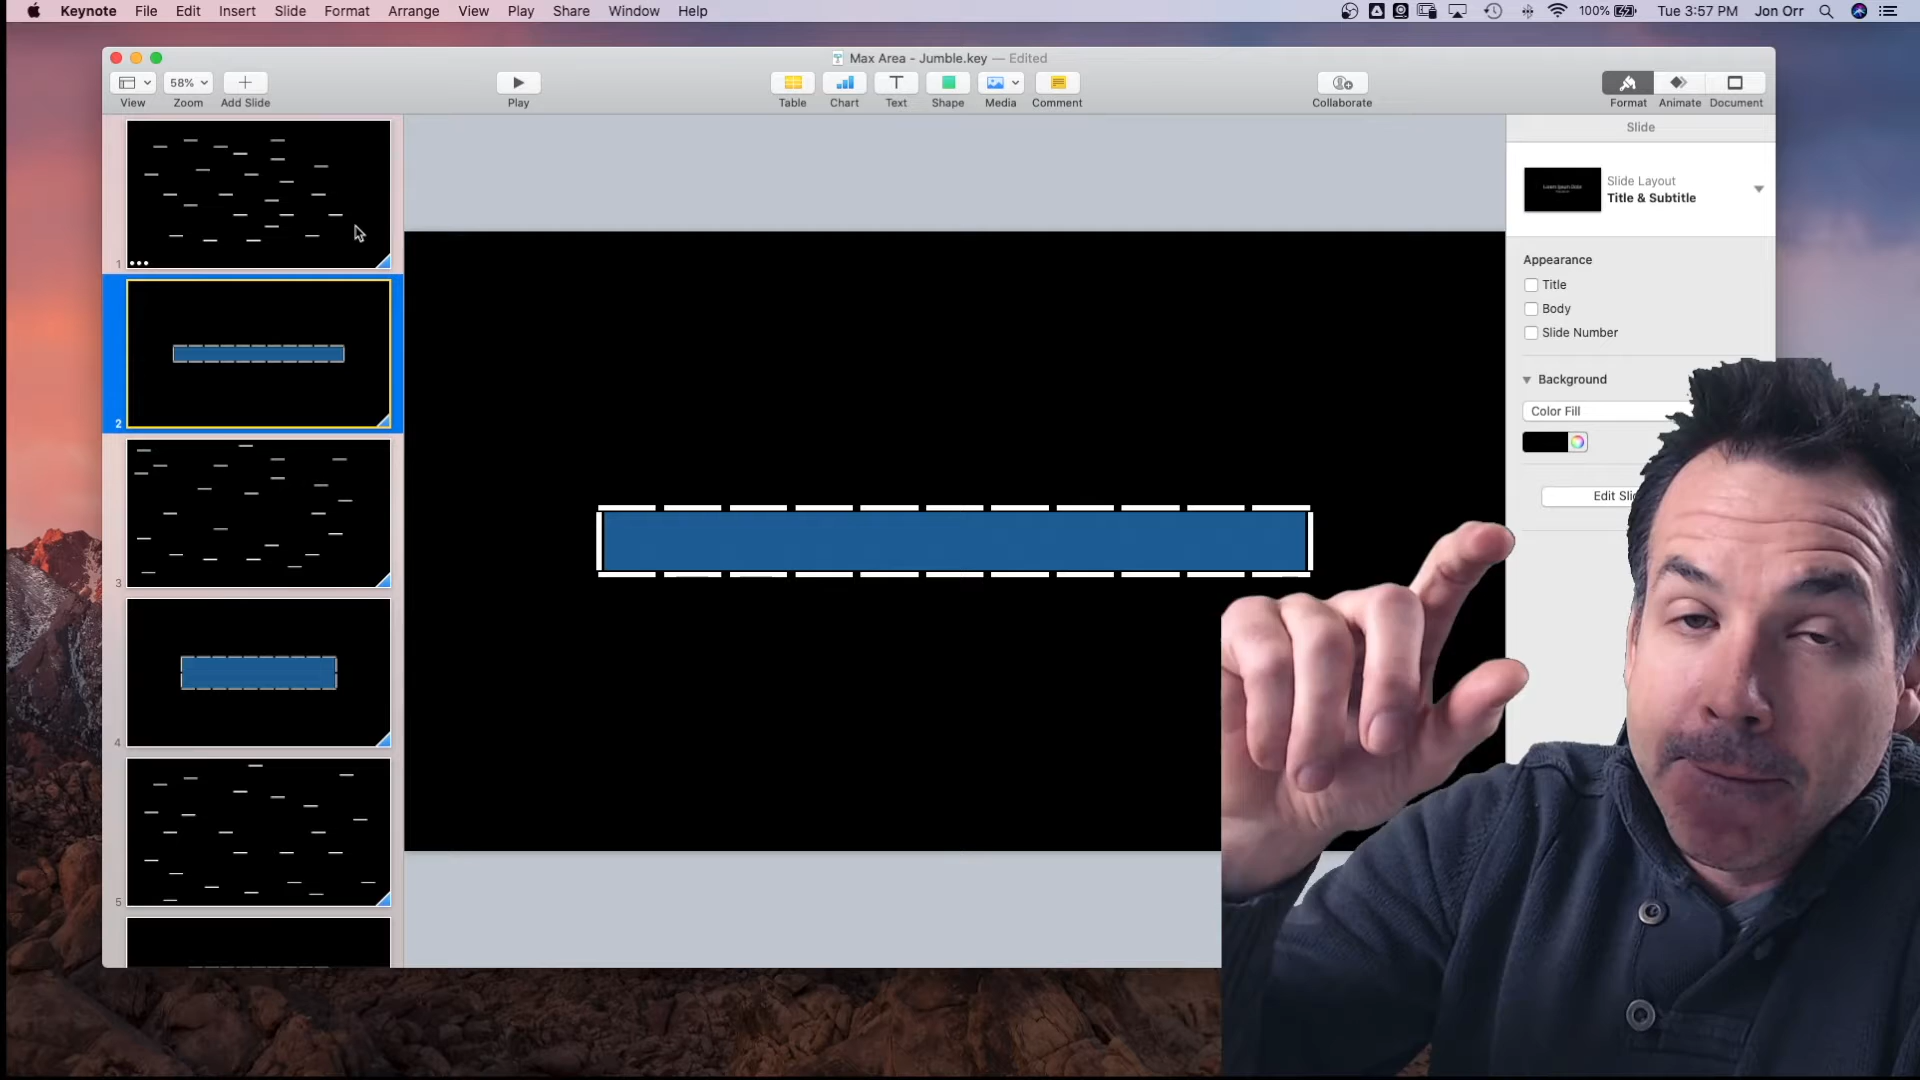 Keynote File Edit Insert Slide Format Arrange View Play Share Window Help 100% Tue 3:57 PM Jon Orr
Max Area - Jumble.key — Edited
58%
View Zoom Add Slide Play Table Chart Text Shape Media Comment Collaborate Format Animate Document
Slide
Slide Layout
Title & Subtitle
Appearance
Title
Body
Slide Number
Background
Color Fill
Edit
1
2
3
4
5